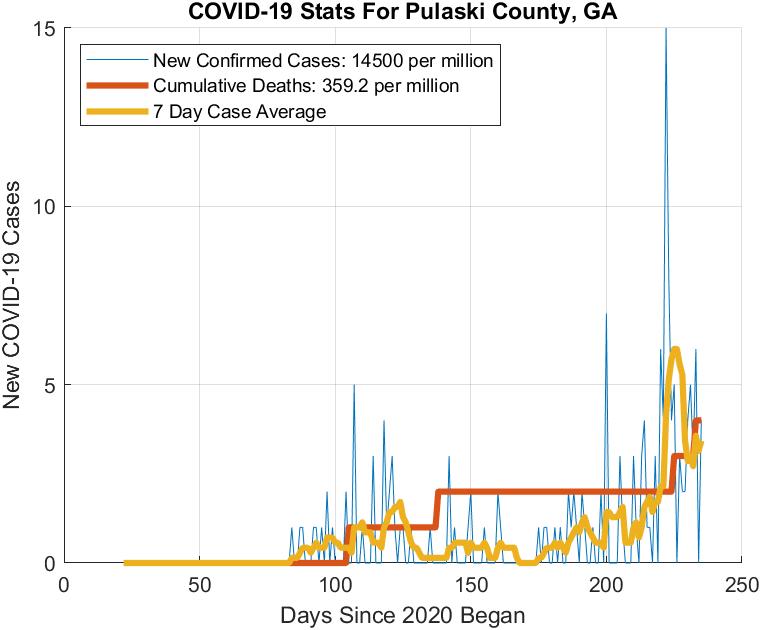 COVID-19 Stats For Pulaski County, GA
New Confirmed Cases: 14500 per million
Cumulative Deaths: 359.2 per million
7 Day Case Average
New COVID-19 Cases
15
10
5
0
0 50 100 150 200 250
Days Since 2020 Began